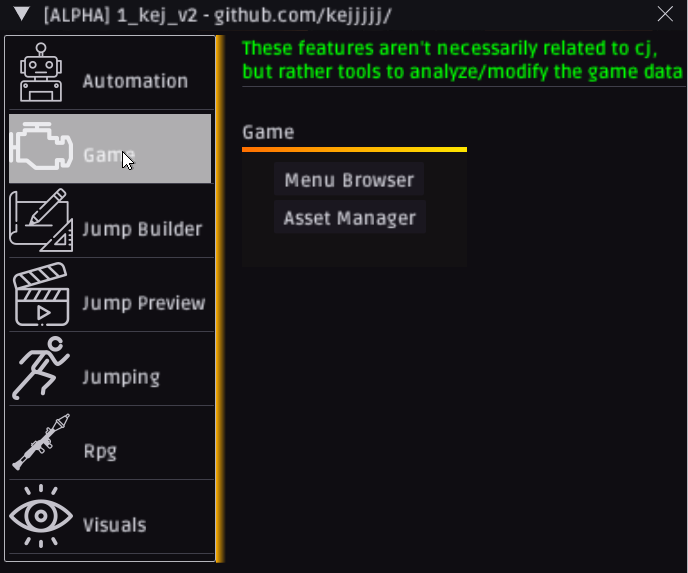 [ALPHA] 1_kej_v2 - github.com/kejjjjj/
These features aren't necessarily related to cj,
but rather tools to analyze/modify the game data
Automation
Game
Jump Builder
Jump Preview
Jumping
Rpg
Visuals
Game
Menu Browser
Asset Manager